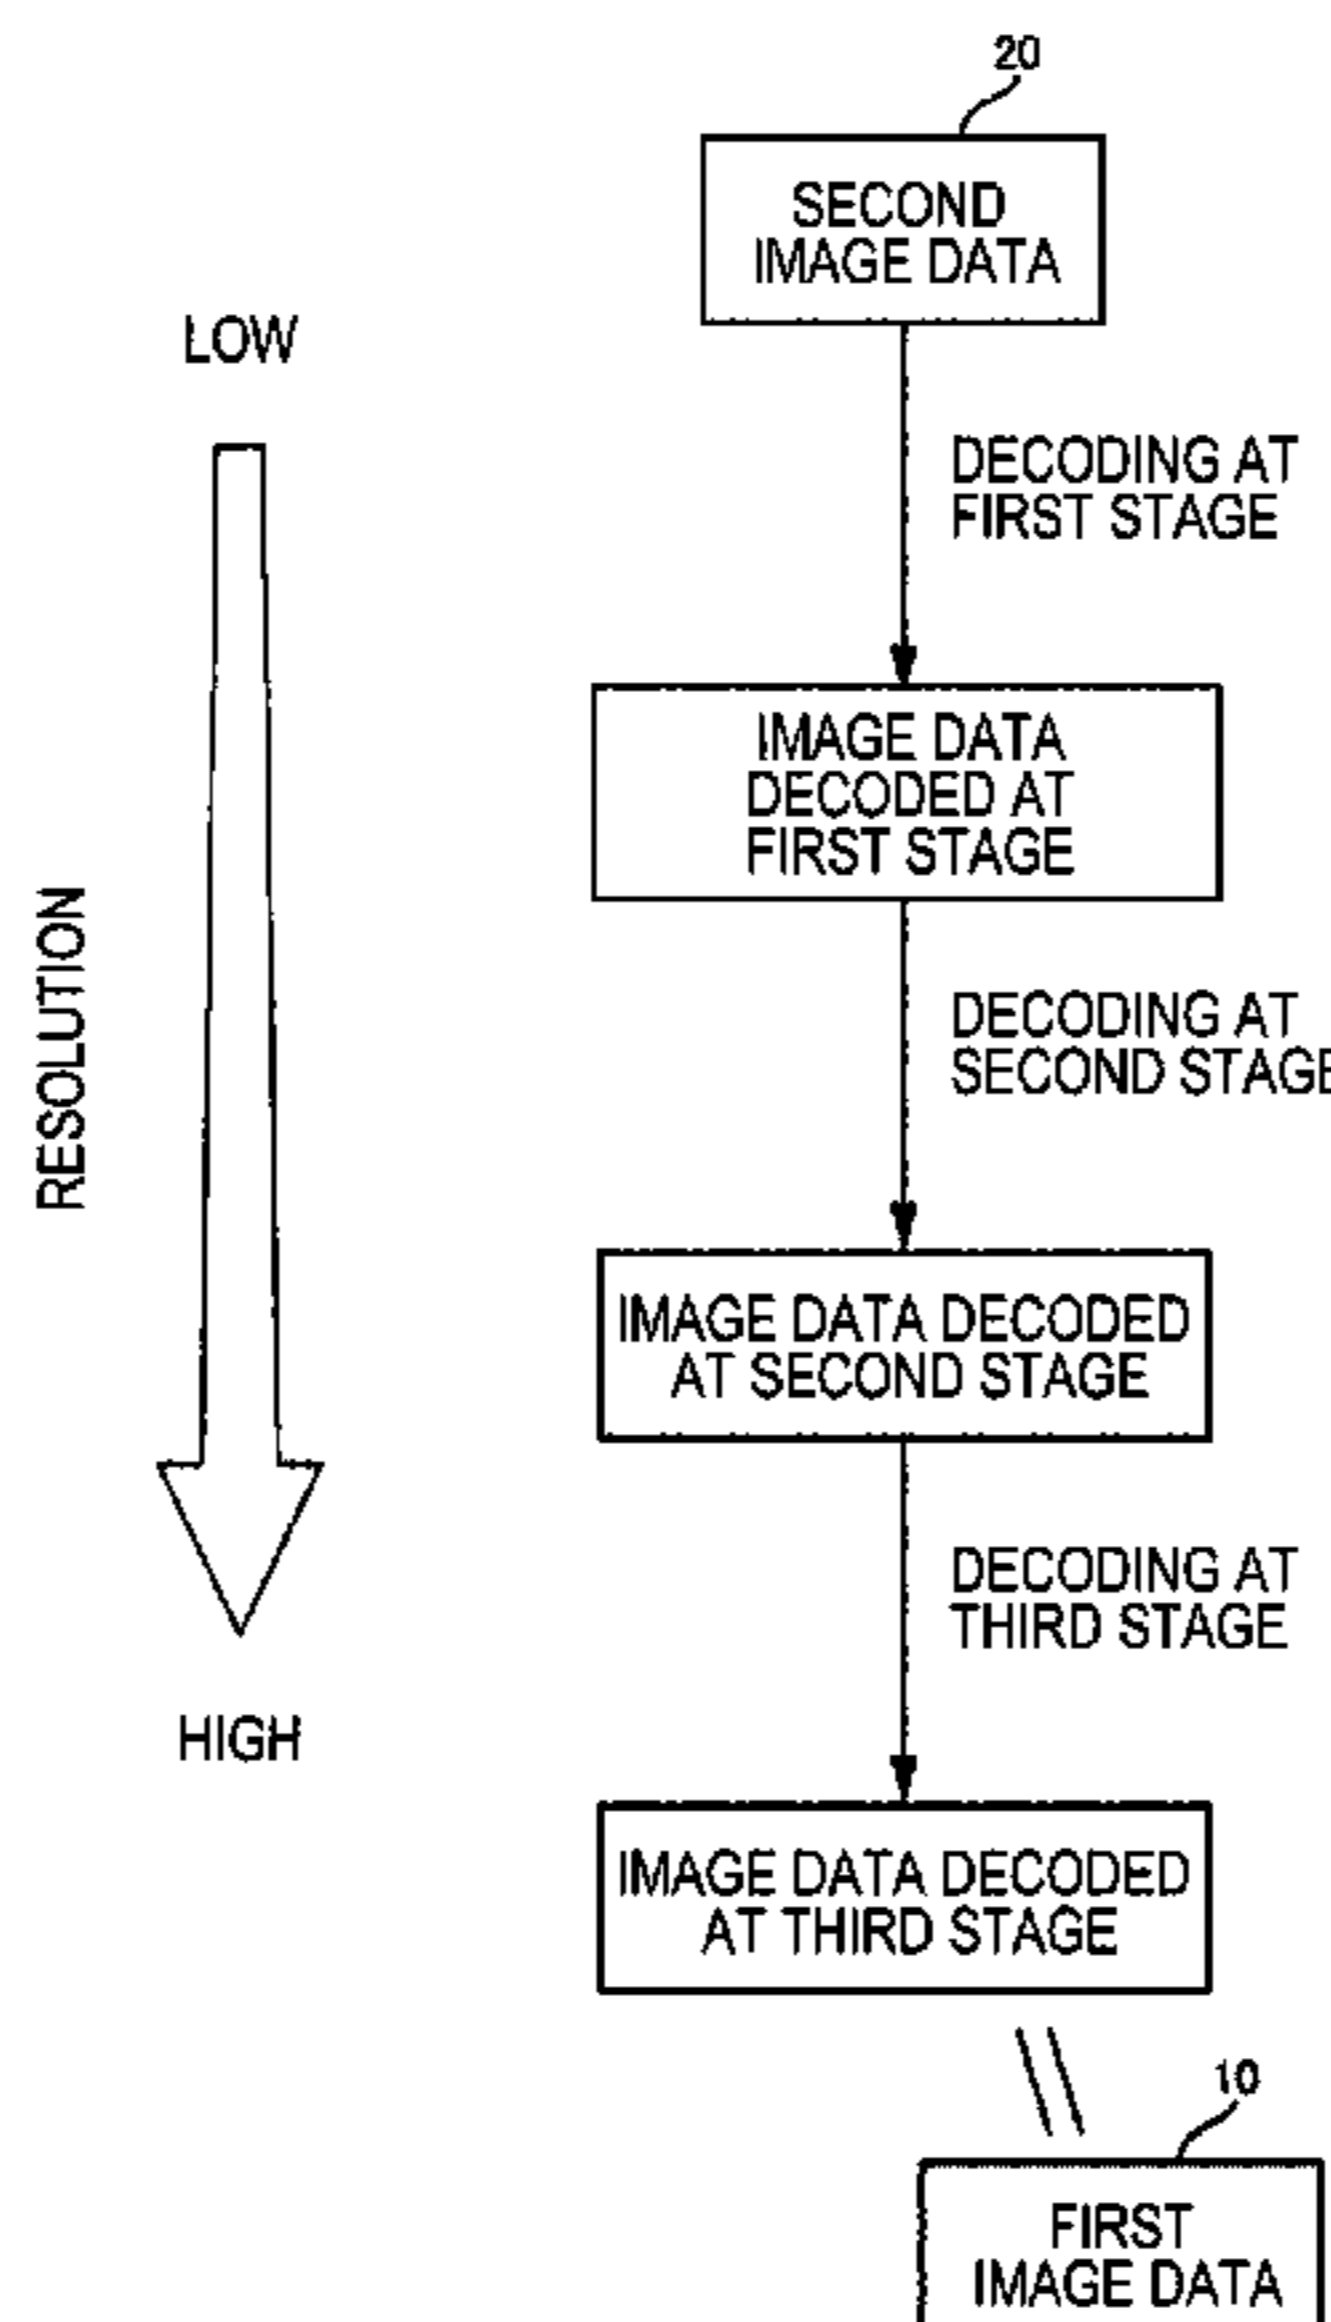 20
SECOND
IMAGE DATA
LOW
DECODING AT
FIRST STAGE
IMAGE DATA
DECODED AT
FIRST STAGE
RESOLUTION
DECODING AT
SECOND STAGE
IMAGE DATA DECODED
AT SECOND STAGE
DECODING AT
THIRD STAGE
HIGH
IMAGE DATA DECODED
AT THIRD STAGE
10
FIRST
IMAGE DATA